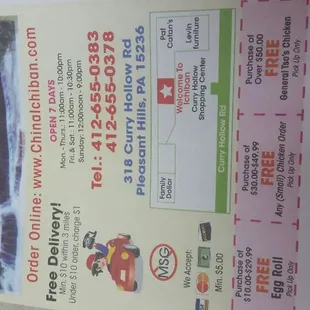 Order Online: www.ChinaIchiban.com
OPEN 7 DAYS
Mon.-Thurs.: 11:00am - 10:00pm
Fri. & Sat.: 11:00am - 10:30pm
Sunday: 12:00noon - 9:00pm
Tel.: 412-655-0383
412-655-0378
318 Curry Hollow Rd
Pleasant Hills, PA 15236
Free Delivery!
Min. $10 within 3 miles
Under $10 order, charge $1
MSG
We Accept:
Min. $5.00
Pat
Catan's
Levin
furniture
Welcome To
Ichiban
Curry Hollow
Shopping Center
Family
Dollar
Curry Hollow Rd
Purchase of
$10.00-$29.99
FREE
Egg Roll
Pick Up Only
Purchase of
$30.00-$49.99
FREE
Any (Small) Chicken Order
Pick Up Only
Purchase of
Over $50.00
FREE
General Tso's Chicken
Pick Up Only